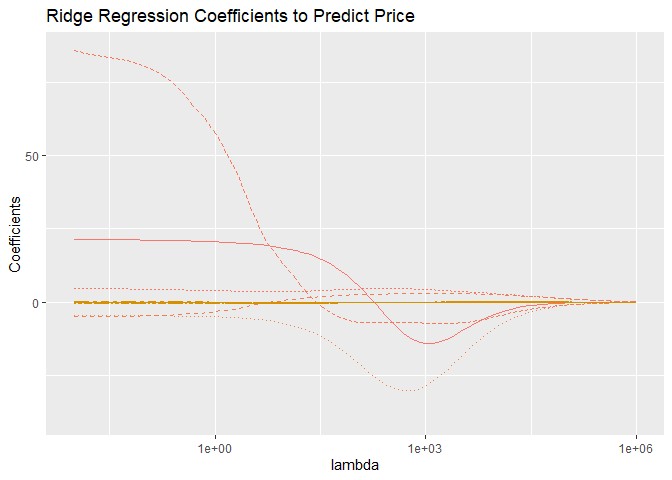 Ridge Regression Coefficients to Predict Price
Coefficients
50
0
1e+00
1e+03
1e+06
lambda